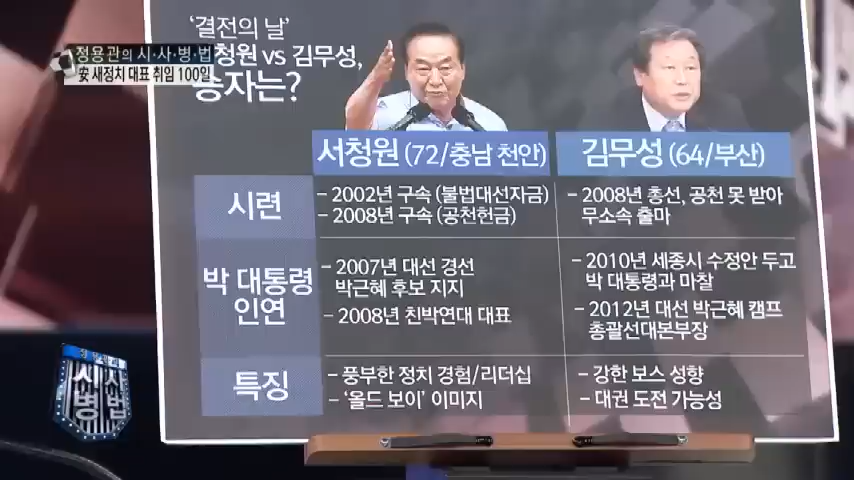 정용관의 시·사·병·법
安 새정치 대표 취임 100일
‘결전의 날’
청원 vs 김무성,
승자는?
서청원 (72/충남 천안)
김무성 (64/부산)
시련
- 2002년 구속 (불법대선자금)
- 2008년 구속 (공천헌금)
- 2008년 총선, 공천 못 받아
무소속 출마
박 대통령
인연
- 2007년 대선 경선
박근혜 후보 지지
- 2008년 친박연대 대표
- 2010년 세종시 수정안 두고
박 대통령과 마찰
- 2012년 대선 박근혜 캠프
총괄선대본부장
특징
- 풍부한 정치 경험/리더십
- ‘올드 보이’ 이미지
- 강한 보스 성향
- 대권 도전 가능성
시사
병법